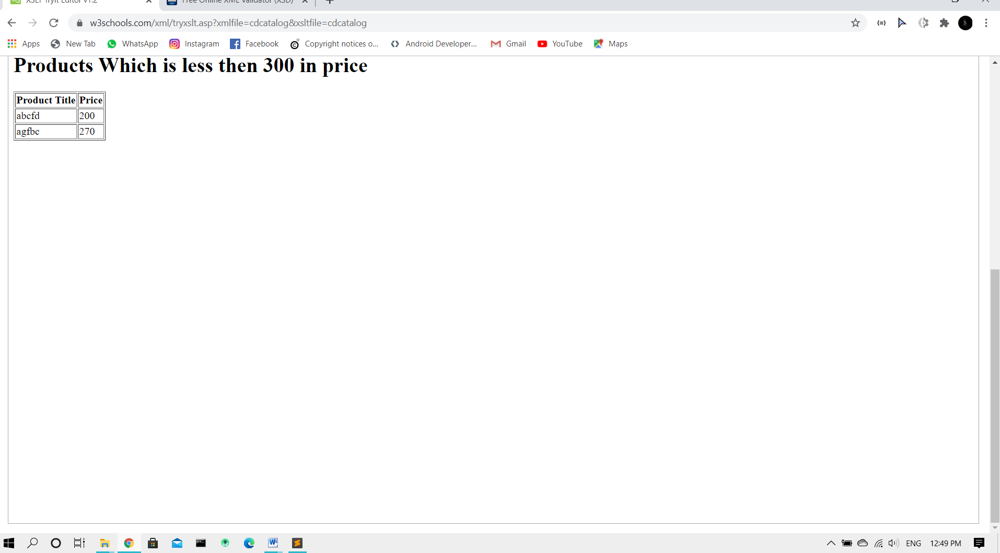 XSLT Tryit Editor v1.2
Free Online XML Validator (XSD)
w3schools.com/xml/tryxslt.asp?xmlfile=cdcatalog&xsltfile=cdcatalog
Apps New Tab WhatsApp Instagram Facebook Copyright notices o... Android Developer... Gmail YouTube Maps
Products Which is less then 300 in price
Product Title Price
abcfd 200
agfbc 270
ENG 12:49 PM